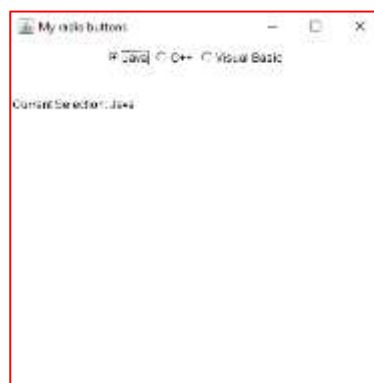 My radio buttons
Java C++ Visual Basic
Current Selection: Java